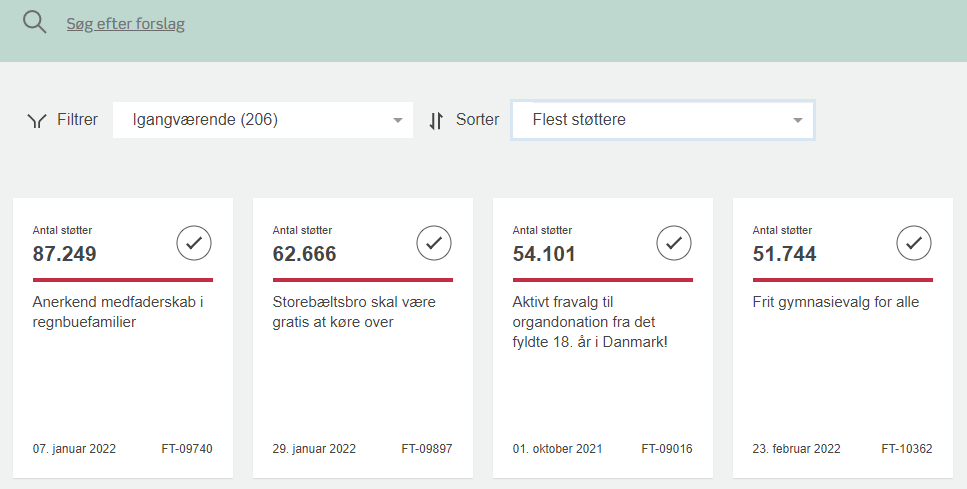 Søg efter forslag
Filtrer
Igangværende (206)
Sorter
Flest støttere
Antal støtter
87.249
Anerkend medfaderskab i
regnbuefamilier
07. januar 2022
FT-09740
Antal støtter
62.666
Storebæltsbro skal være
gratis at køre over
29. januar 2022
FT-09897
Antal støtter
54.101
Aktivt fravalg til
organdonation fra det
fyldte 18. år i Danmark!
01. oktober 2021
FT-09016
Antal støtter
51.744
Frit gymnasievalg for alle
23. februar 2022
FT-10362